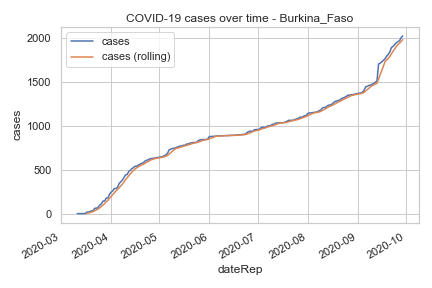 COVID-19 cases over time - Burkina_Faso
cases
cases (rolling)
2000
1500
1000
500
0
cases
2020-03
2020-04
2020-05
2020-06
2020-07
2020-08
2020-09
2020-10
dateRep